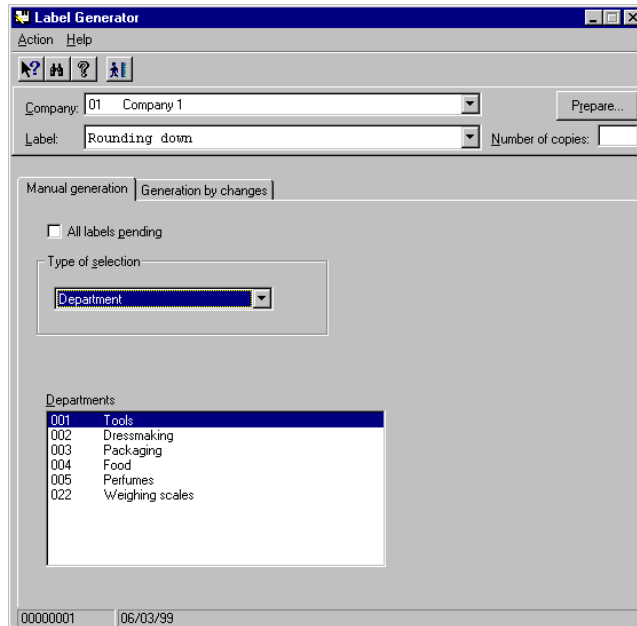 Label Generator
Action Help
Company: 01 Company 1 Prepare...
Label: Rounding down Number of copies:
Manual generation Generation by changes
All labels pending
Type of selection
Department
Departments
001 Tools
002 Dressmaking
003 Packaging
004 Food
005 Perfumes
022 Weighing scales
00000001 06/03/99